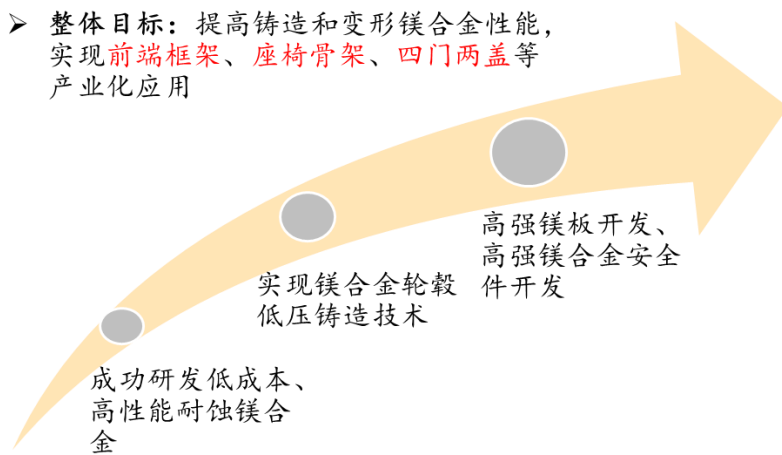 ➢ 整体目标：提高铸造和变形镁合金性能，
实现前端框架、座椅骨架、四门两盖等
产业化应用
高强镁板开发、
高强镁合金安全
件开发
实现镁合金轮毂
低压铸造技术
成功研发低成本、
高性能耐蚀镁合
金